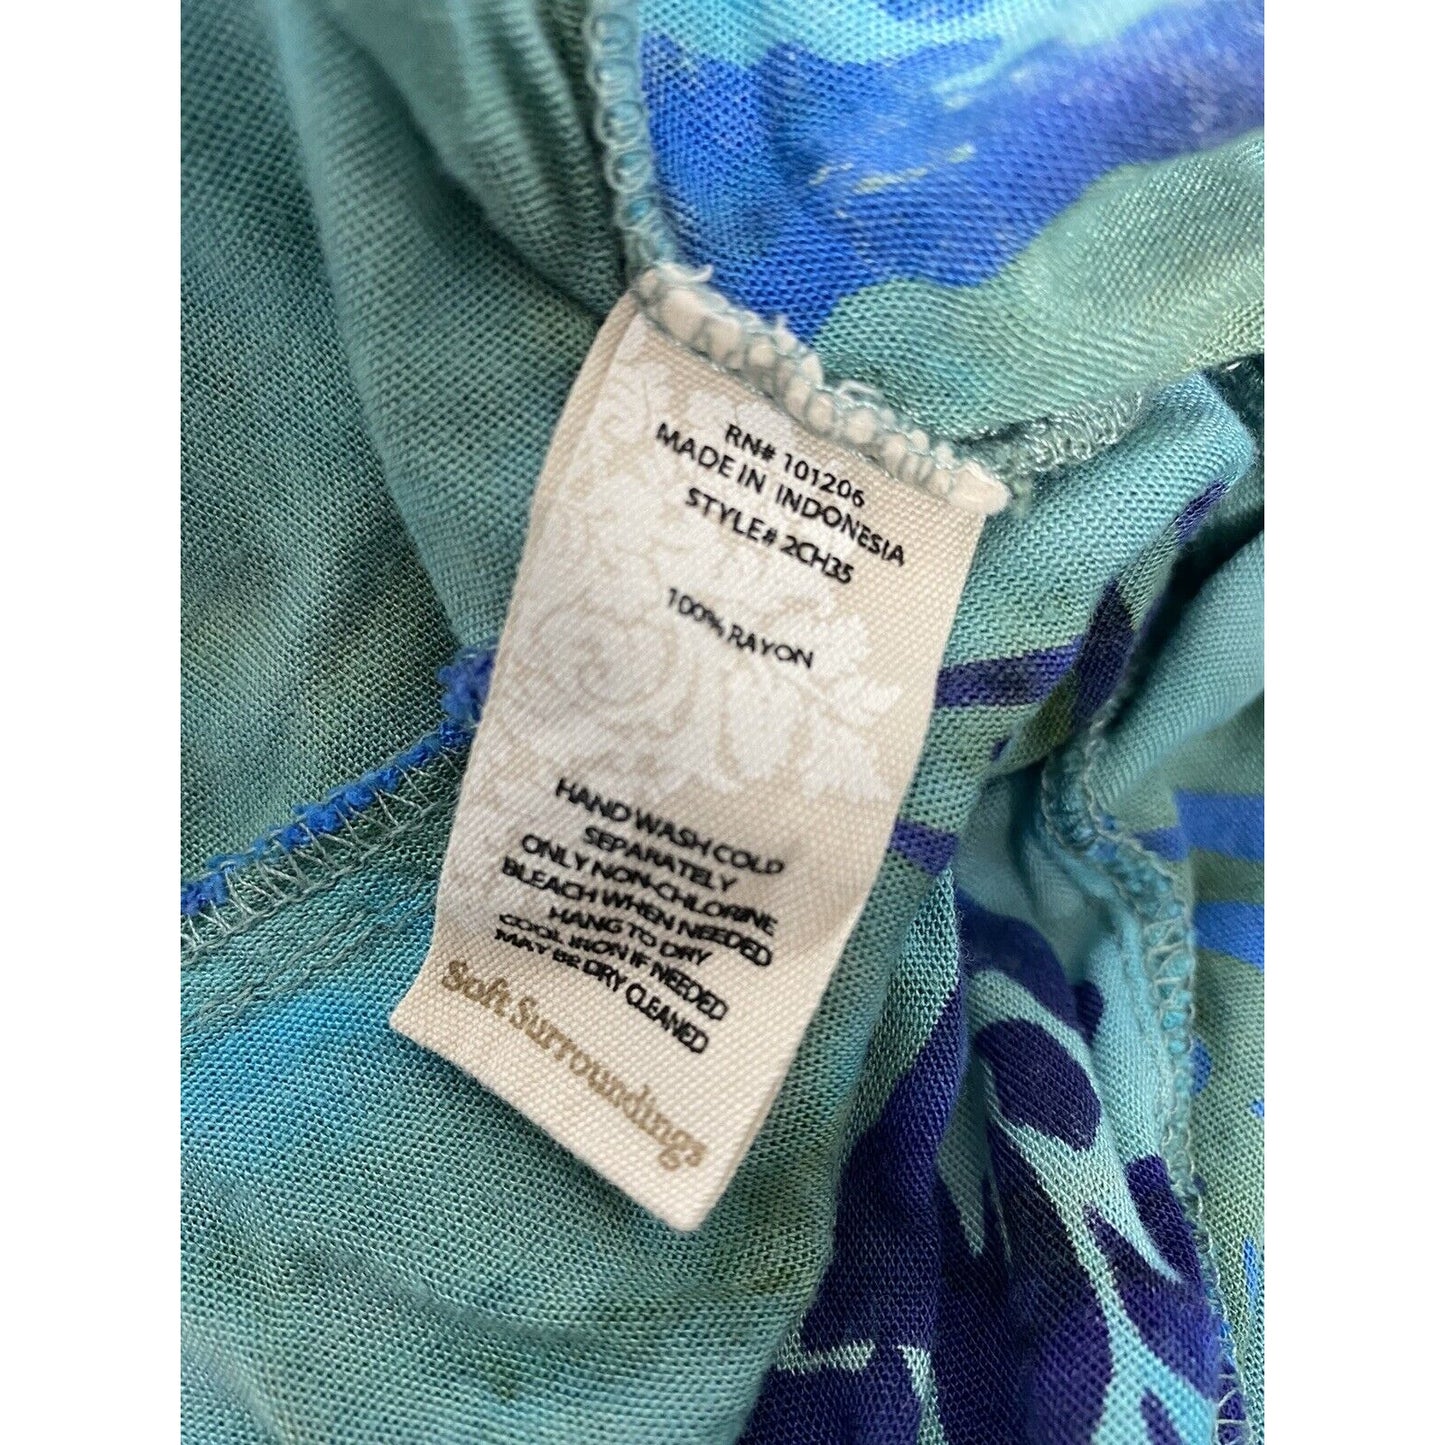 RN# 101206
MADE IN INDONESIA
STYLE# 2CH35
100% RAYON
HAND WASH COLD
SEPARATELY
ONLY NON-CHLORINE
BLEACH WHEN NEEDED
HANG TO DRY
COOL IRON IF NEEDED
MAY BE DRY CLEANED
Soft Surroundings